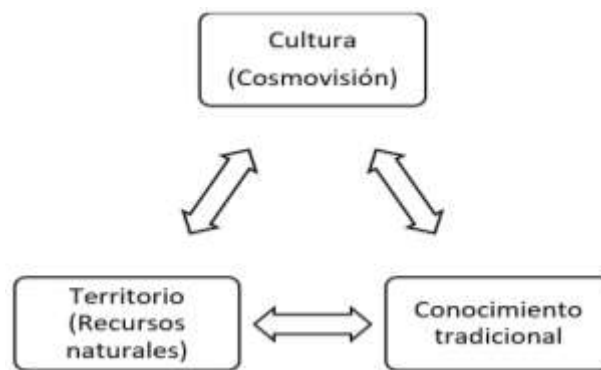 Cultura
(Cosmovisión)
Territorio
(Recursos
naturales)
Conocimiento
tradicional